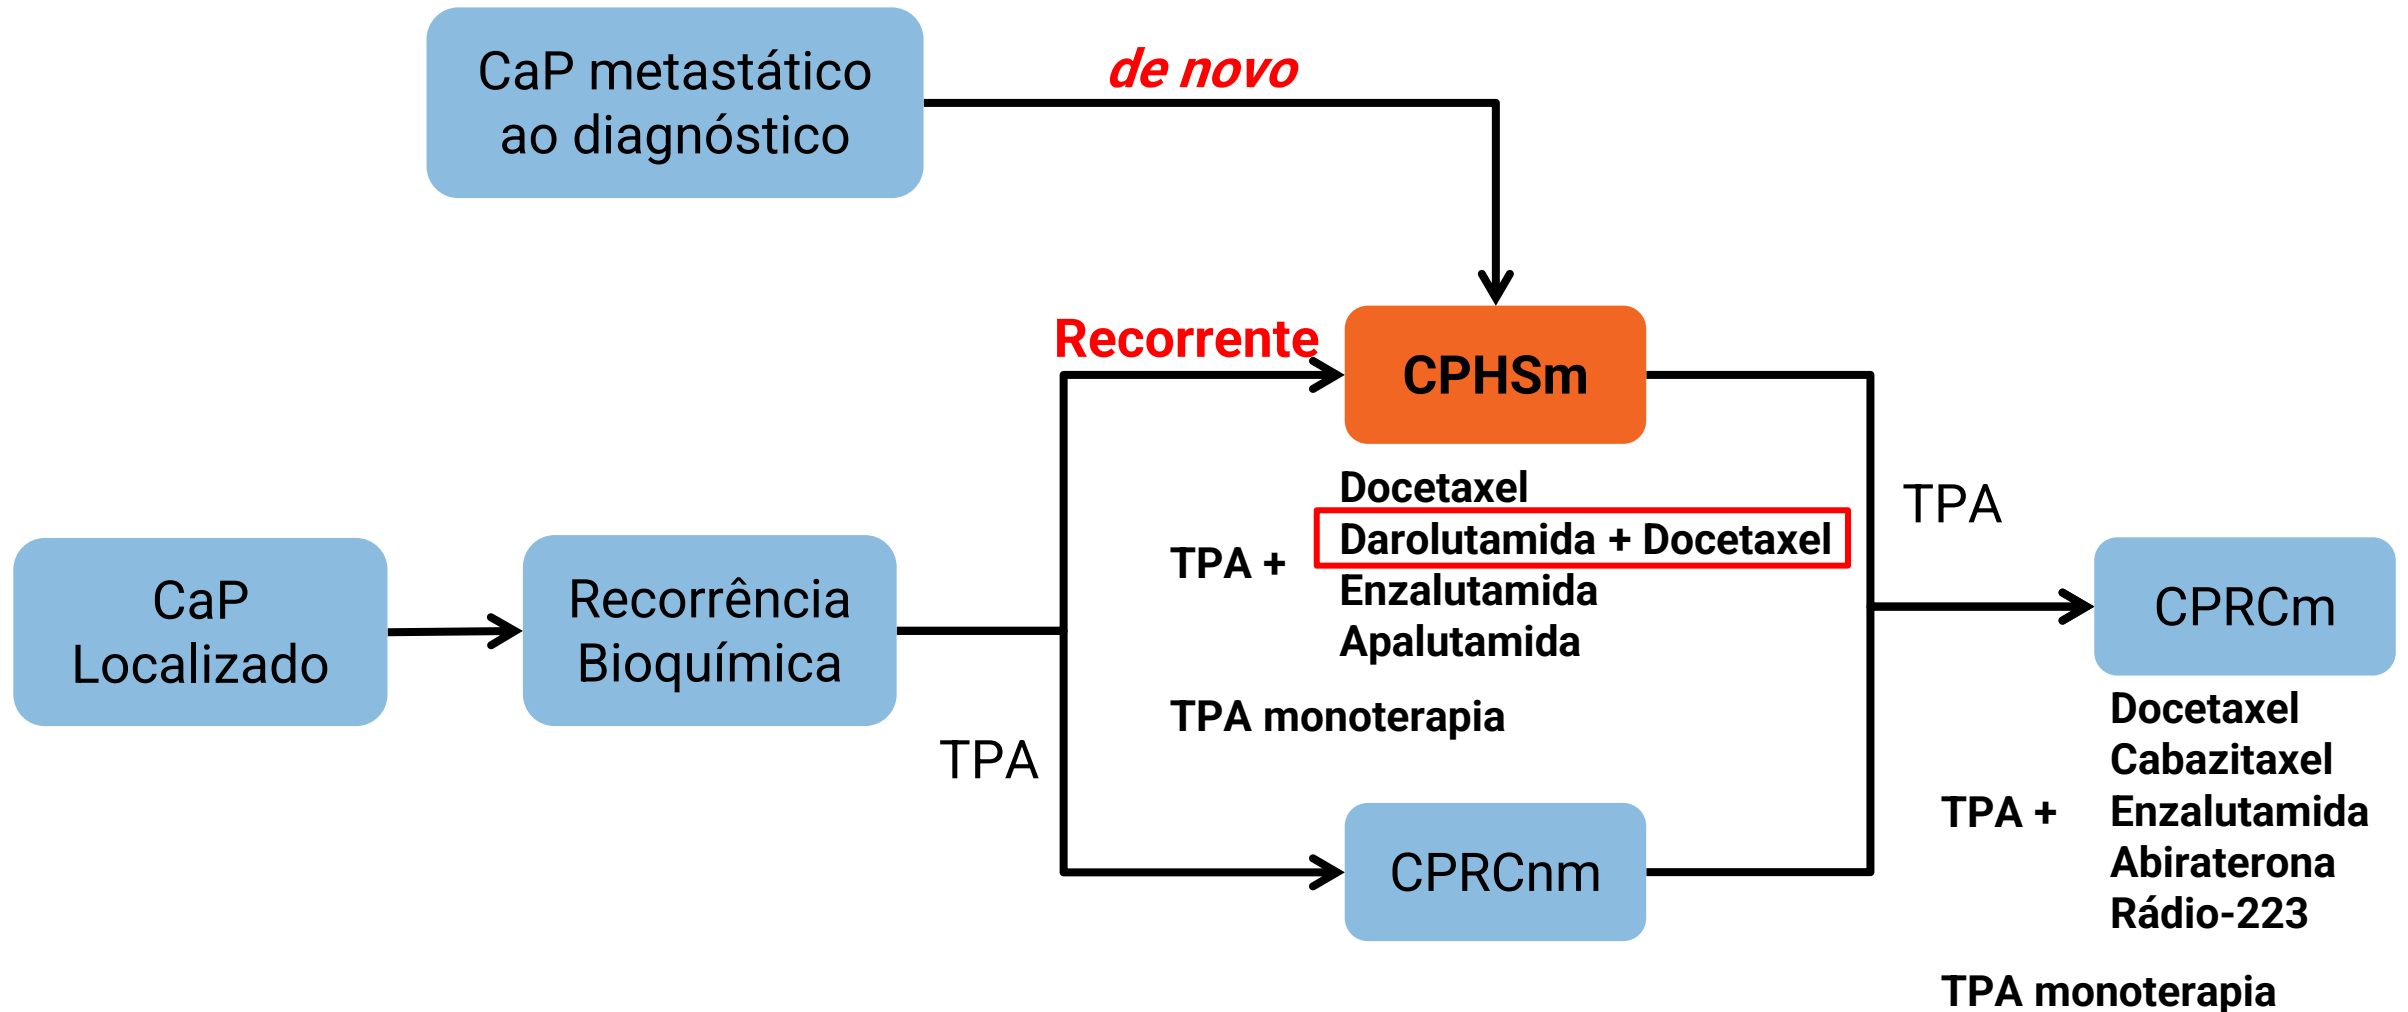 CaP metastático
ao diagnóstico
de novo
Recorrente
CPHSm
CaP
Localizado
Recorrência
Bioquímica
TPA
TPA +
Docetaxel
Darolutamida + Docetaxel
Enzalutamida
Apalutamida
TPA monoterapia
CPRCnm
TPA
CPRCm
TPA +
Docetaxel
Cabazitaxel
Enzalutamida
Abiraterona
Rádio-223
TPA monoterapia